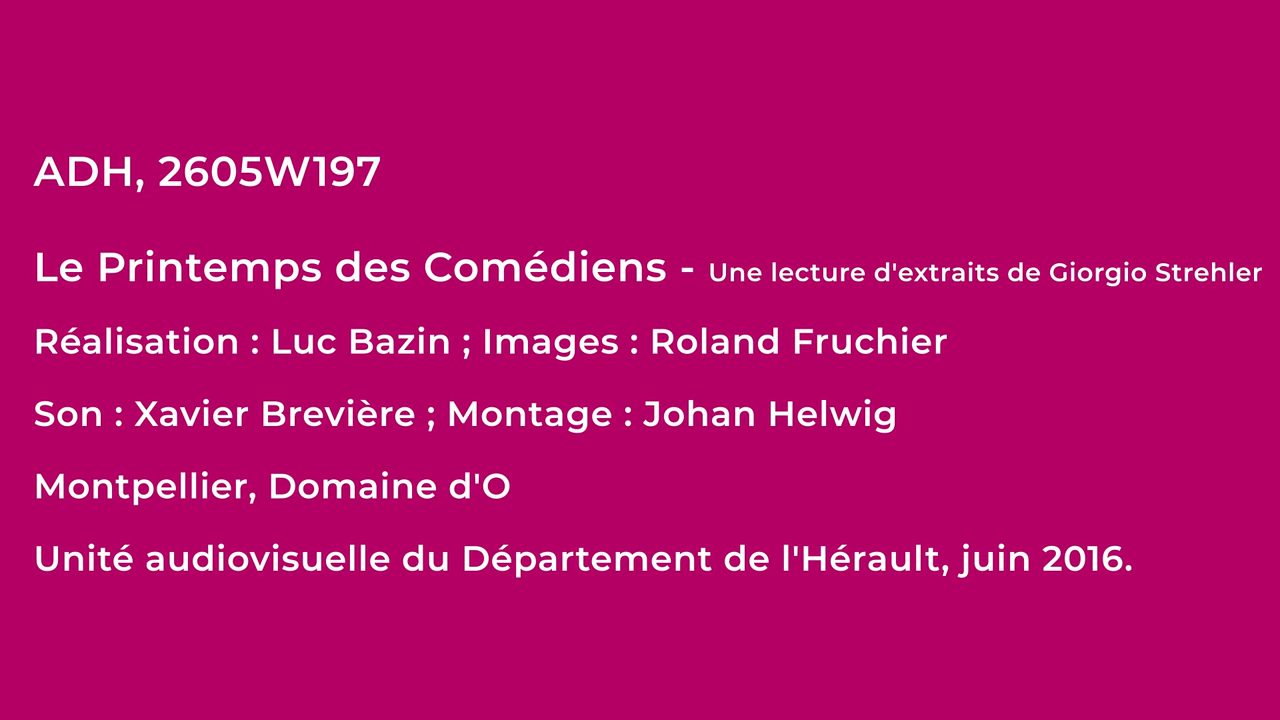 ADH, 2605W197
Le Printemps des Comédiens - Une lecture d'extraits de Giorgio Strehler
Réalisation : Luc Bazin ; Images : Roland Fruchier
Son : Xavier Brevière ; Montage : Johan Helwig
Montpellier, Domaine d'O
Unité audiovisuelle du Département de l'Hérault, juin 2016.